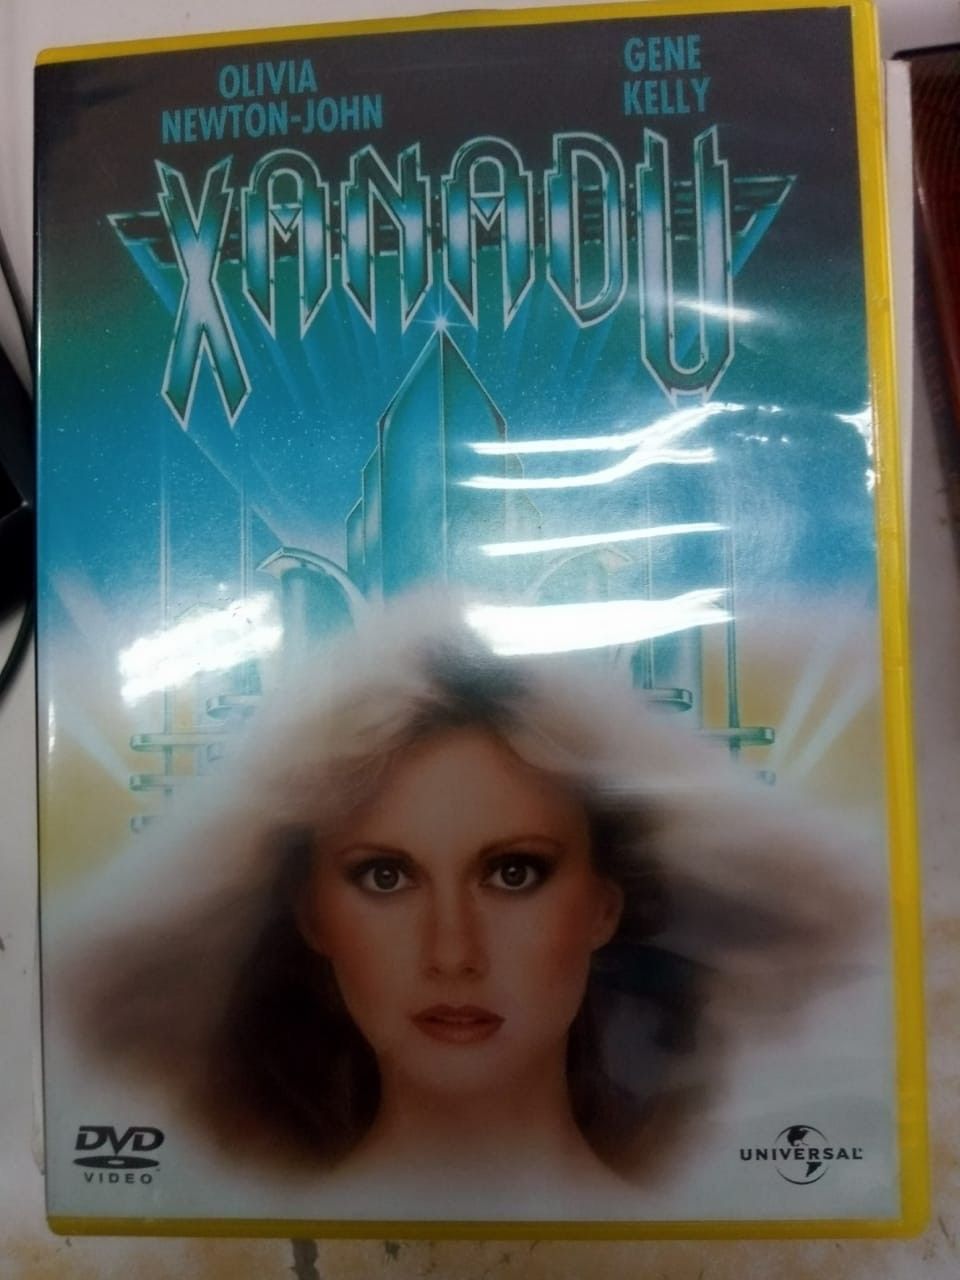 OLIVIA
NEWTON-JOHN
GENE
KELLY
XANADU
DVD
VIDEO
UNIVERSAL